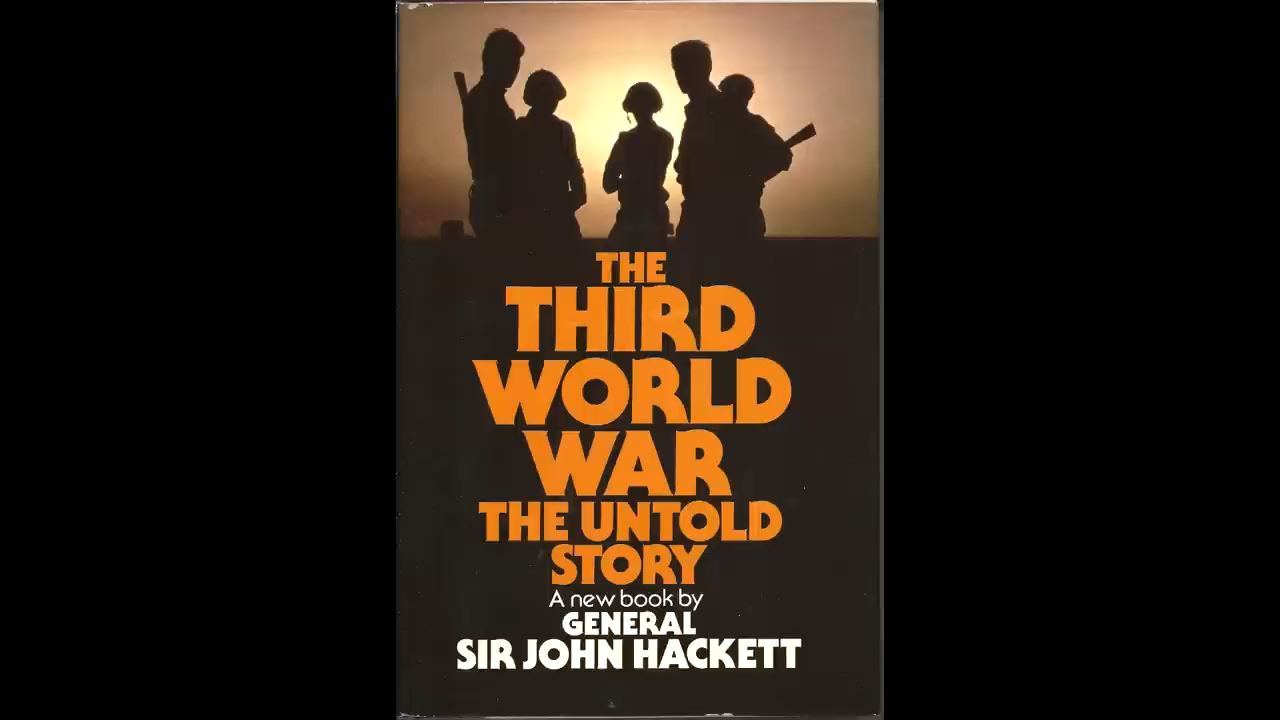 THE
THIRD
WORLD
WAR
THE UNTOLD
STORY
A new book by
GENERAL
SIR JOHN HACKETT